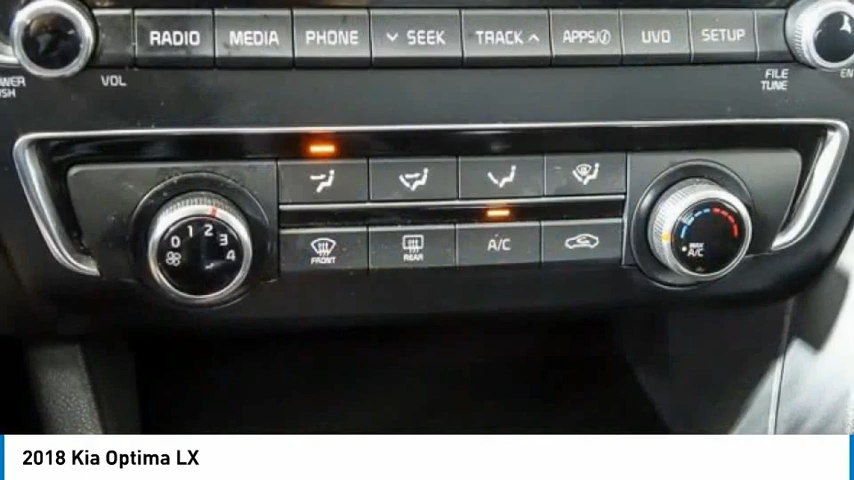 RADIO MEDIA PHONE SEEK TRACK APPS/i UVO SETUP
VOL
FILE
TUNE
0 1 2 3 4
FRONT REAR A/C
MAX
A/C
2018 Kia Optima LX